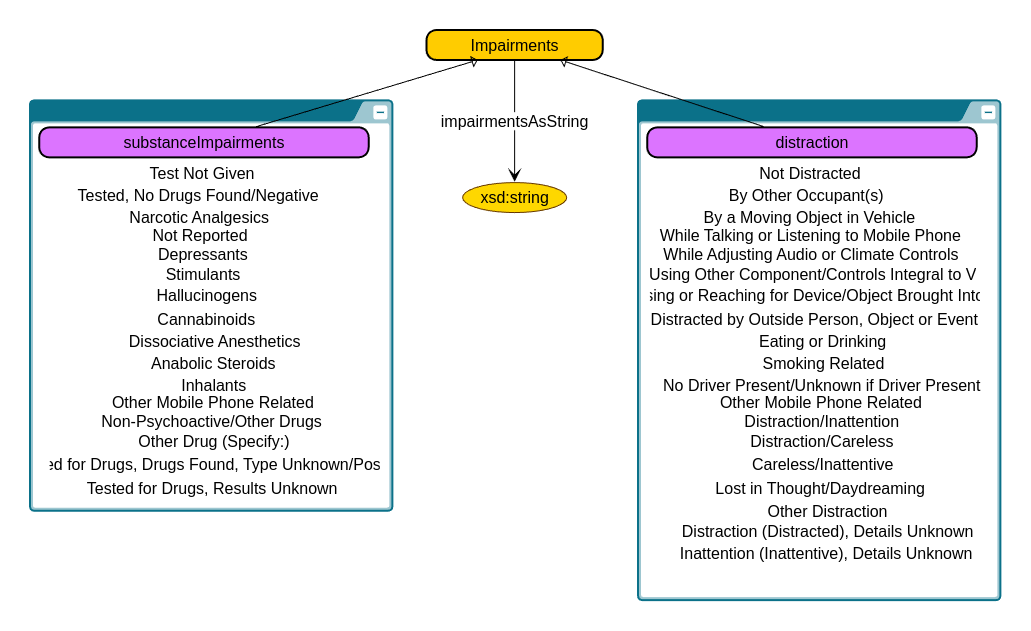 Impairments
impairmentsAsString
xsd:string
substanceImpairments
Test Not Given
Tested, No Drugs Found/Negative
Narcotic Analgesics
Not Reported
Depressants
Stimulants
Hallucinogens
Cannabinoids
Dissociative Anesthetics
Anabolic Steroids
Inhalants
Other Mobile Phone Related
Non-Psychoactive/Other Drugs
Other Drug (Specify:)
for Drugs, Drugs Found, Type Unknown/Pos
Tested for Drugs, Results Unknown
distraction
Not Distracted
By Other Occupant(s)
By a Moving Object in Vehicle
While Talking or Listening to Mobile Phone
While Adjusting Audio or Climate Controls
Using Other Component/Controls Integral to V
or Reaching for Device/Object Brought Into
Distracted by Outside Person, Object or Event
Eating or Drinking
Smoking Related
No Driver Present/Unknown if Driver Present
Other Mobile Phone Related
Distraction/Inattention
Distraction/Careless
Careless/Inattentive
Lost in Thought/Daydreaming
Other Distraction
Distraction (Distracted), Details Unknown
Inattention (Inattentive), Details Unknown